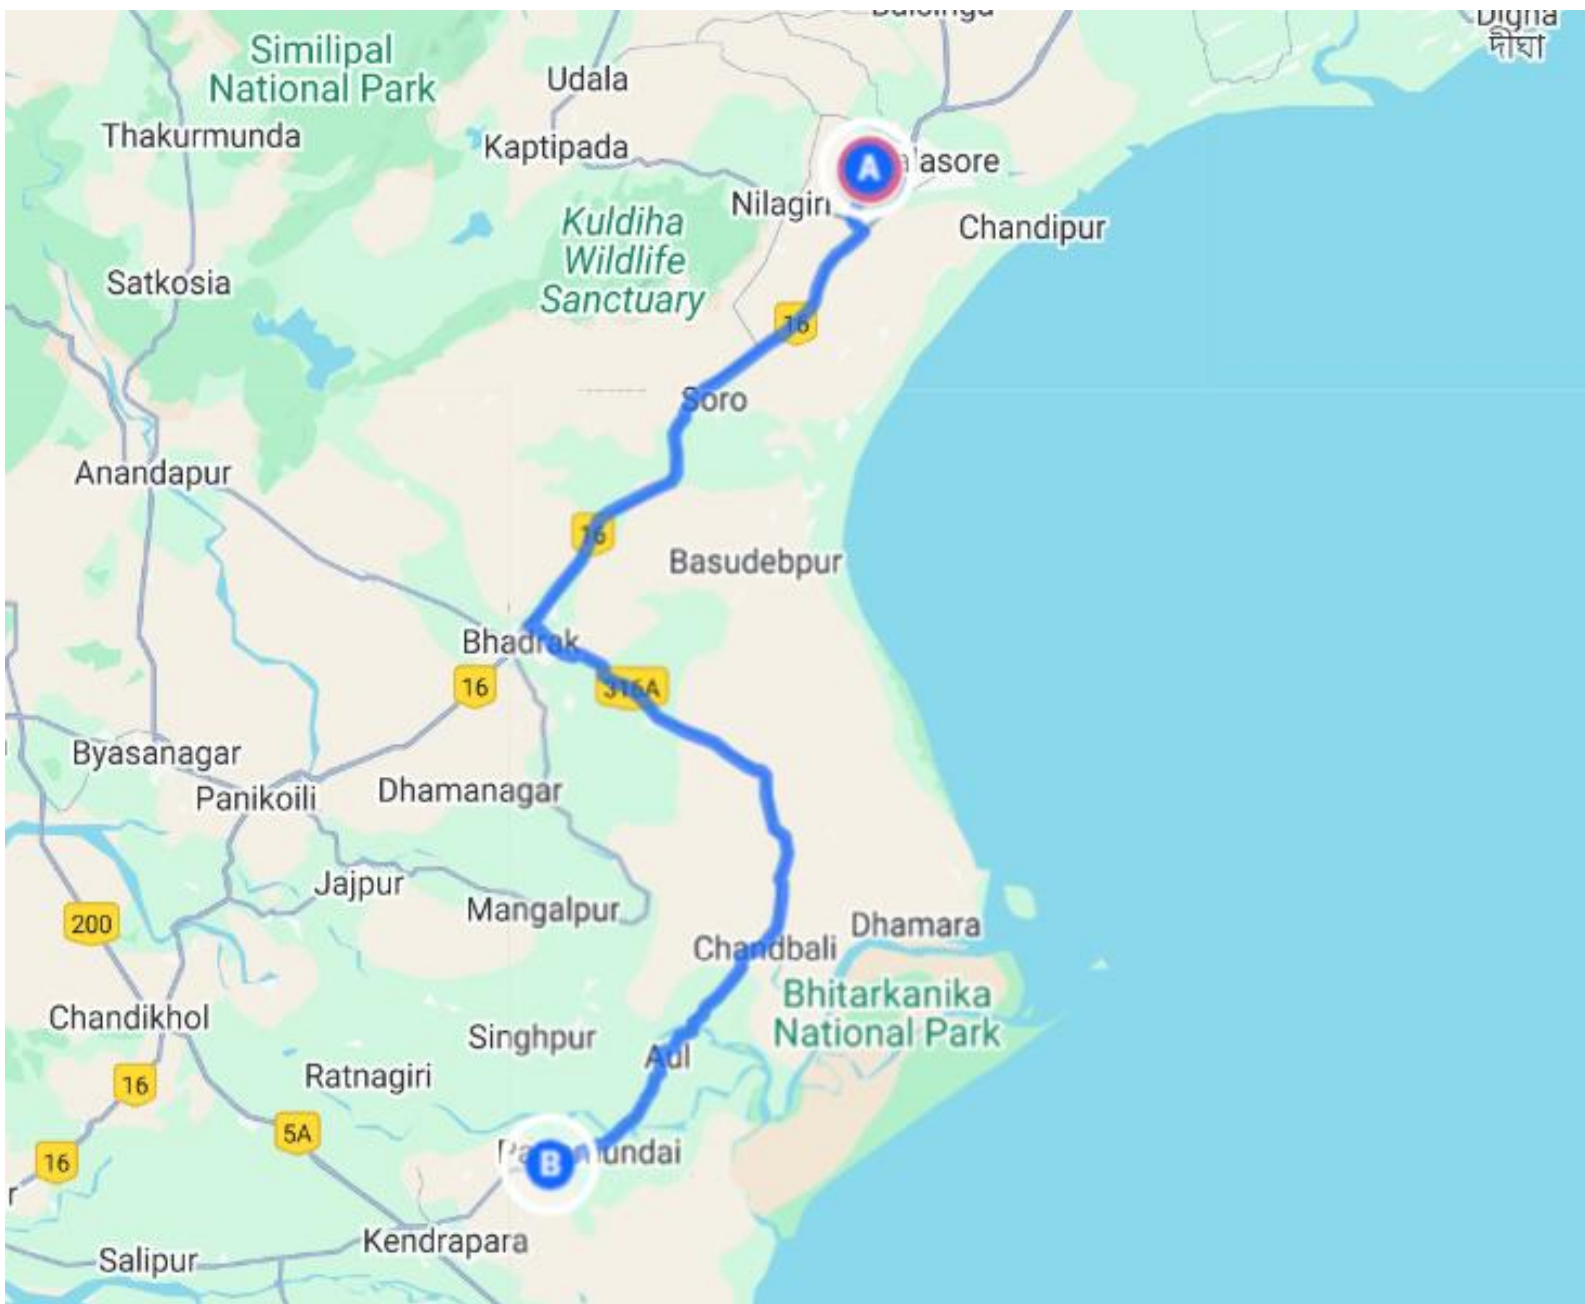 Digha
দীঘা
Similipal
National Park
Udala
Thakurmunda
Kaptipada
A
Nilagiri
Chandipur
Kuldiha
Wildlife
Sanctuary
Satkosia
16
Soro
Anandapur
16
Basudebpur
Bhadrak
16
316A
Byasanagar
Panikoili
Dhamanagar
Jajpur
Mangalpur
200
Dhamara
Chandbali
Bhitarkanika
National Park
Chandikhol
Singhpur
Aul
Ratnagiri
16
5A
16
B
r
Kendrapara
Salipur